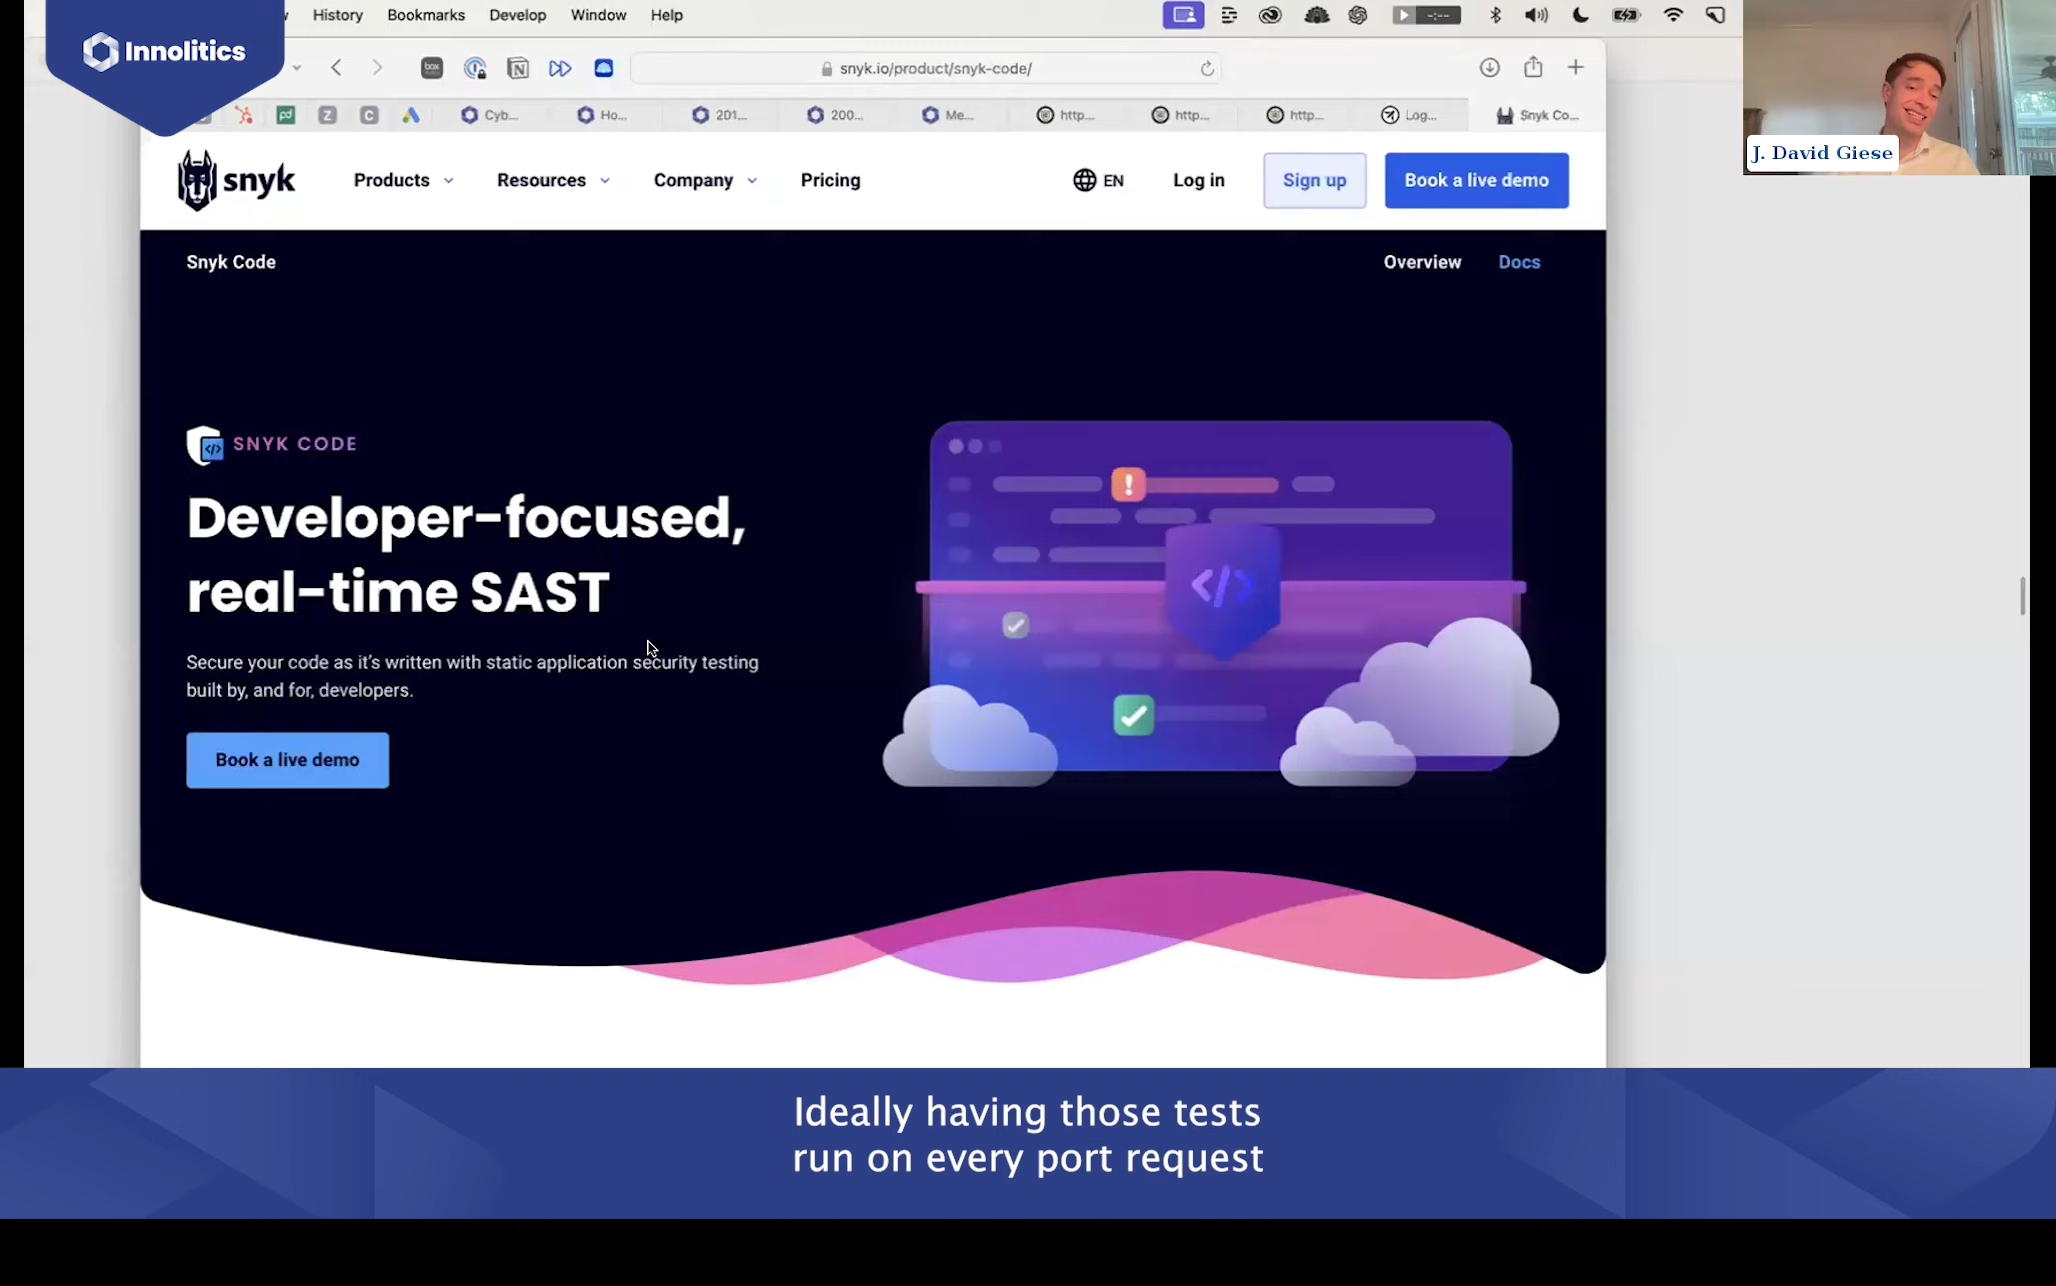 History Bookmarks Develop Window Help
Innolitics
snyk.io/product/snyk-code/
box
pd Z C Cyb... Ho... 201... 200... Me... http... http... http... Log... Snyk Co...
J. David Giese
snyk Products Resources Company Pricing EN Log in Sign up Book a live demo
Snyk Code Overview Docs
SNYK CODE
Developer-focused,
real-time SAST
Secure your code as it's written with static application security testing
built by, and for, developers.
Book a live demo
Ideally having those tests
run on every port request